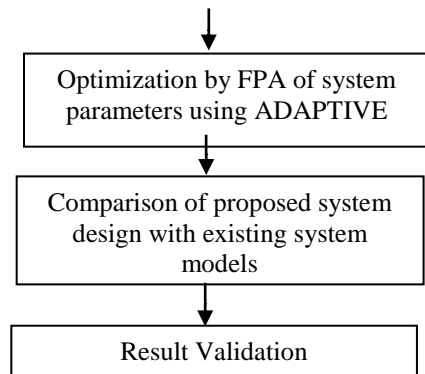 Optimization by FPA of system
parameters using ADAPTIVE
Comparison of proposed system
design with existing system
models
Result Validation